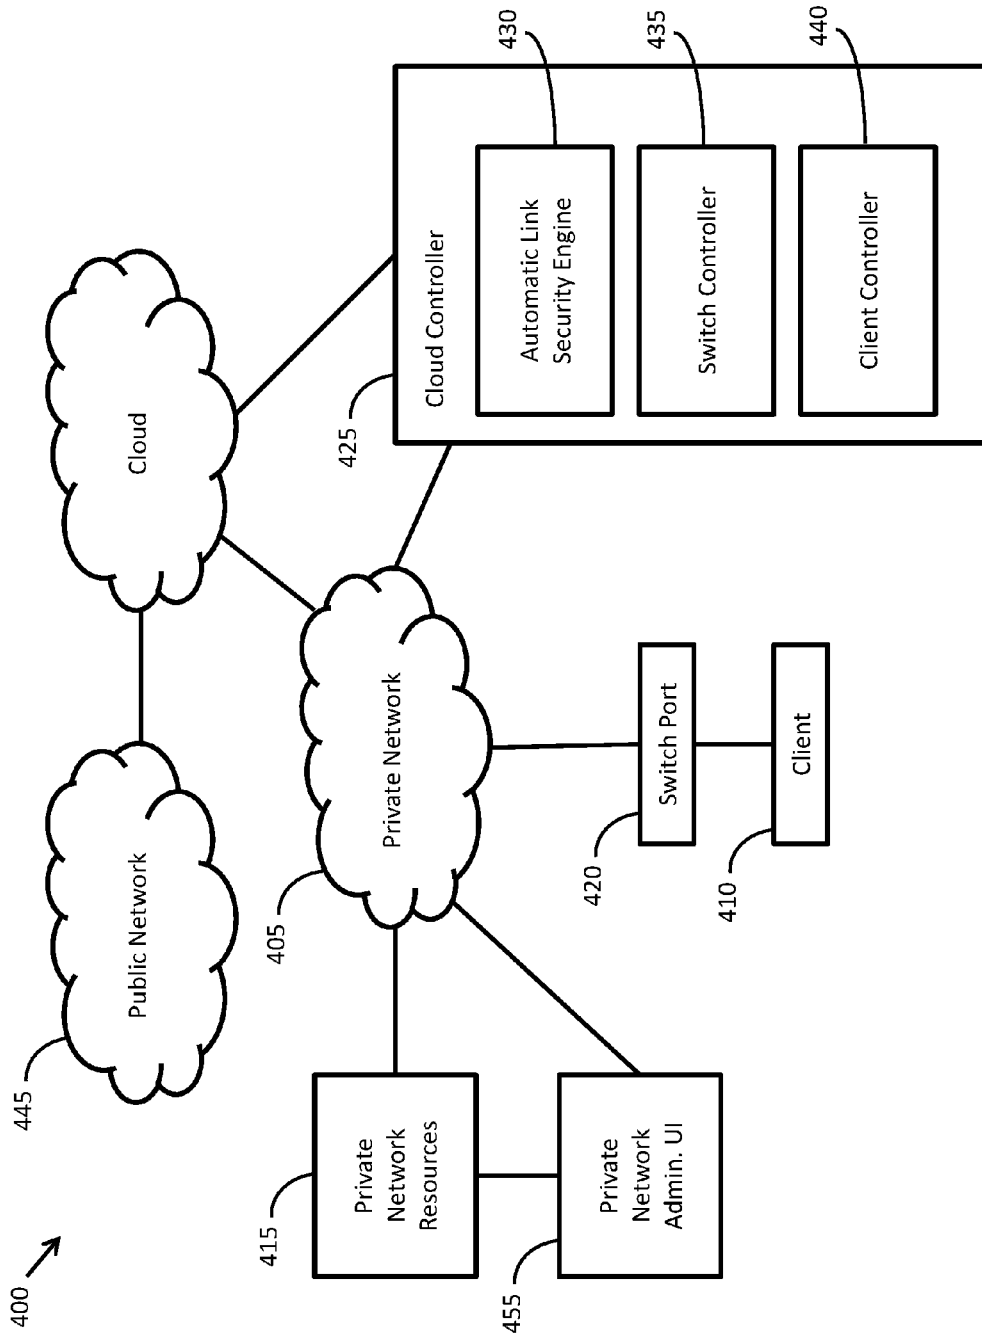 400
445
Public Network
Cloud
405
Private Network
415
Private
Network
Resources
455
Private
Network
Admin. UI
420
Switch Port
410
Client
425
Cloud Controller
430
Automatic Link
Security Engine
435
Switch Controller
440
Client Controller